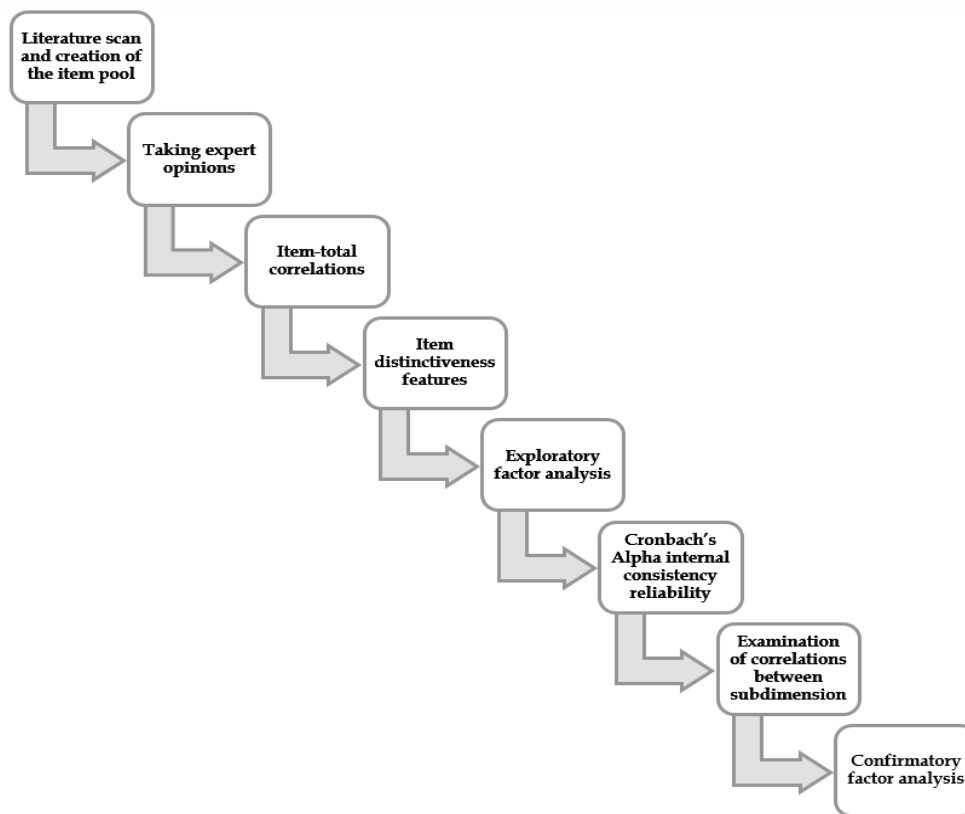 Literature scan
and creation of
the item pool
Taking expert
opinions
Item-total
correlations
Item
distinctiveness
features
Exploratory
factor analysis
Cronbach's
Alpha internal
consistency
reliability
Examination
of correlations
between
subdimension
Confirmatory
factor analysis